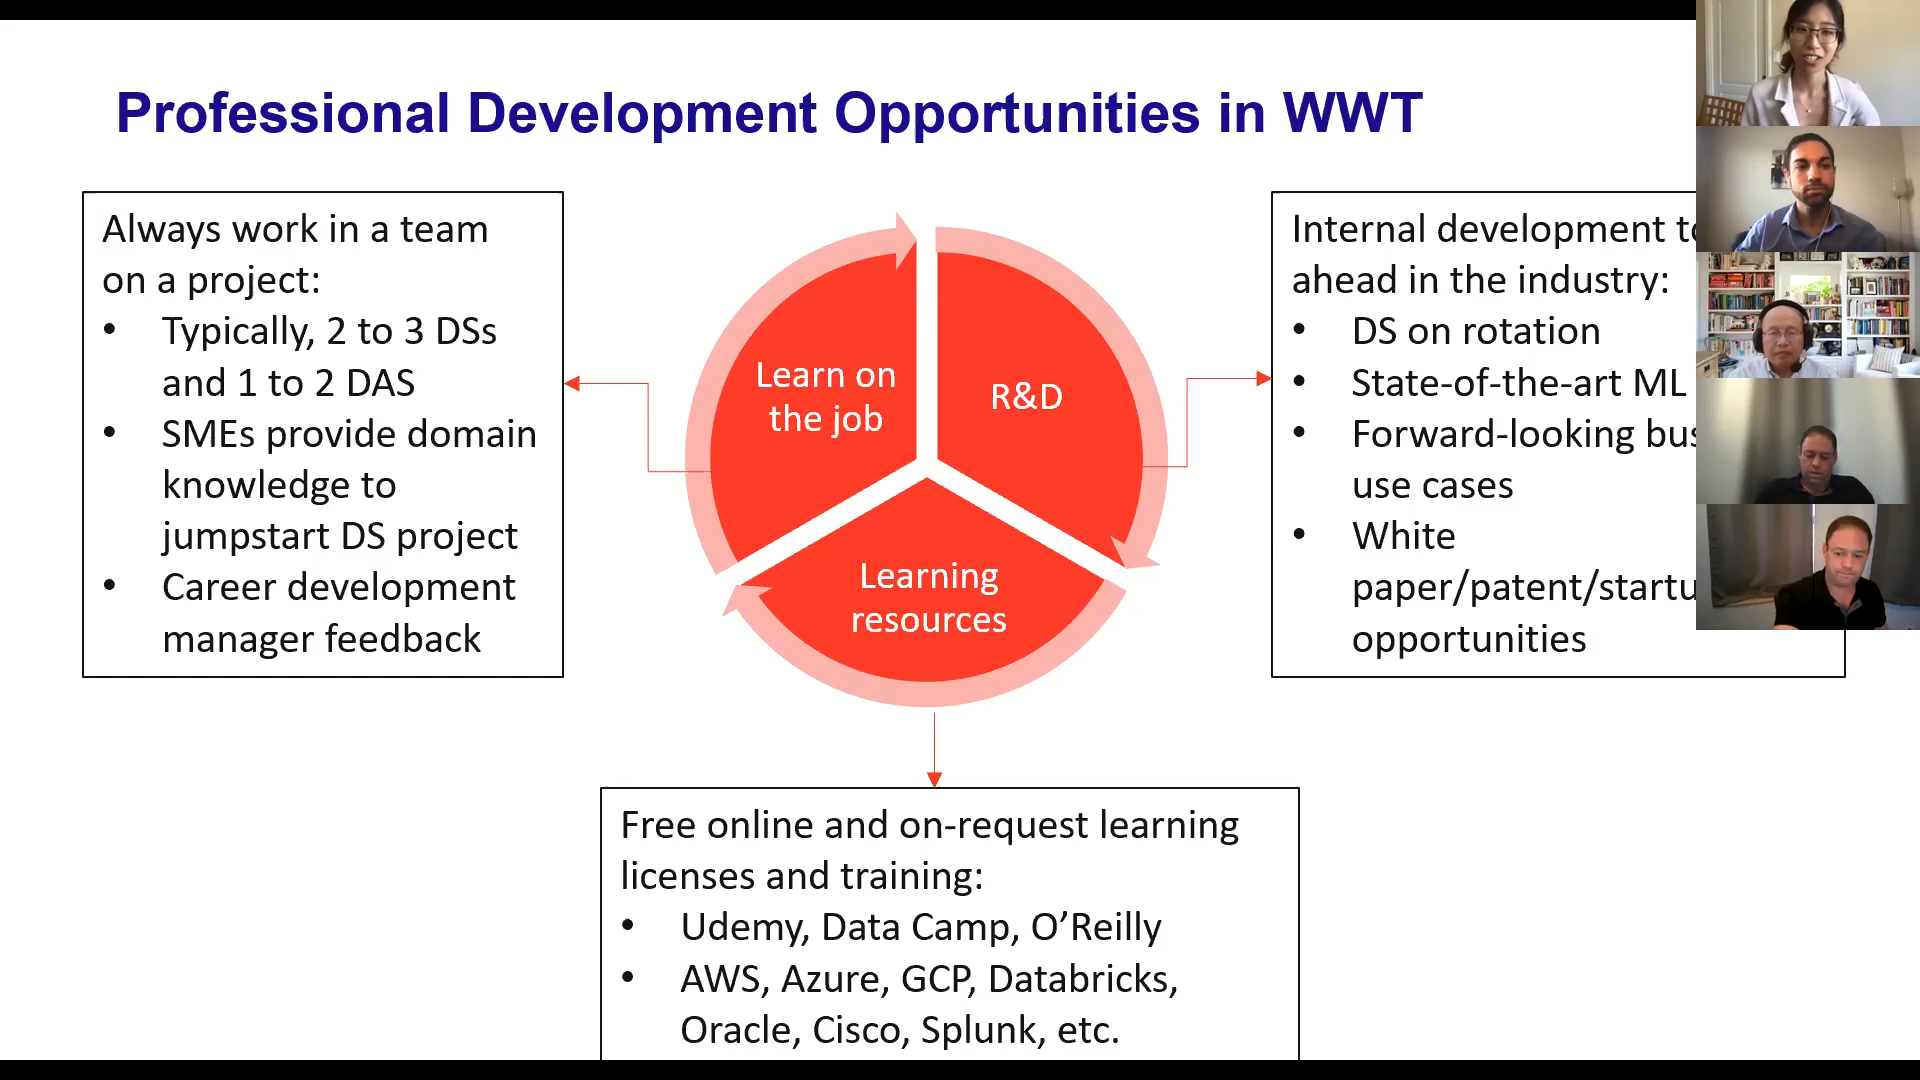 Professional Development Opportunities in WWT
Always work in a team
on a project:
• Typically, 2 to 3 DSs
and 1 to 2 DAS
• SMEs provide domain
knowledge to
jumpstart DS project
• Career development
manager feedback
Learn on
the job
R&D
Learning
resources
Internal development
ahead in the industry:
• DS on rotation
• State-of-the-art ML
• Forward-looking
use cases
• White
paper/patent/
opportunities
Free online and on-request learning
licenses and training:
• Udemy, Data Camp, O’Reilly
• AWS, Azure, GCP, Databricks,
Oracle, Cisco, Splunk, etc.